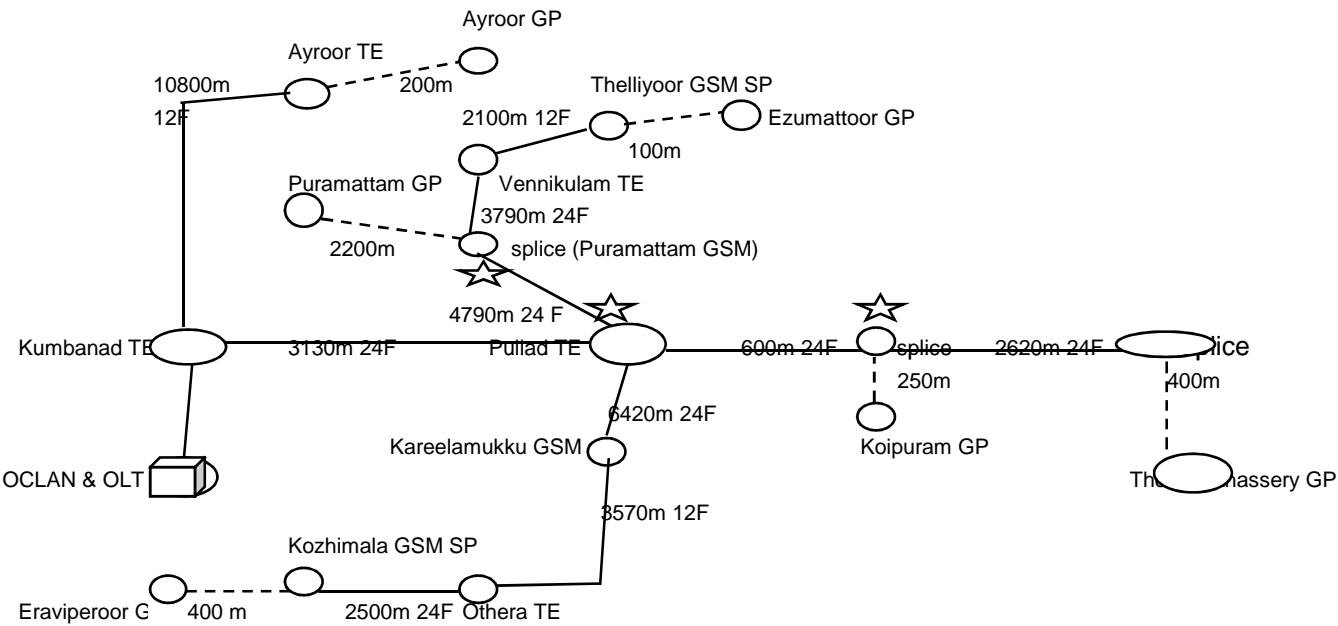 Ayroor GP
Ayroor TE
10800m
200m
Thelliyoor GSM SP
12F
2100m 12F
Ezumattoor GP
100m
Puramattam GP
Vennikulam TE
3790m 24F
2200m
splice (Puramattam GSM)
4790m 24 F
Kumbanad TE
3130m 24F
Pullad TE
600m 24F
splice
2620m 24F
250m
400m
6420m 24F
Kareelamukku GSM
Koipuram GP
OCLAN & OLT
3570m 12F
Kozhimala GSM SP
Eraviperoor G
400 m
2500m 24F
Othera TE